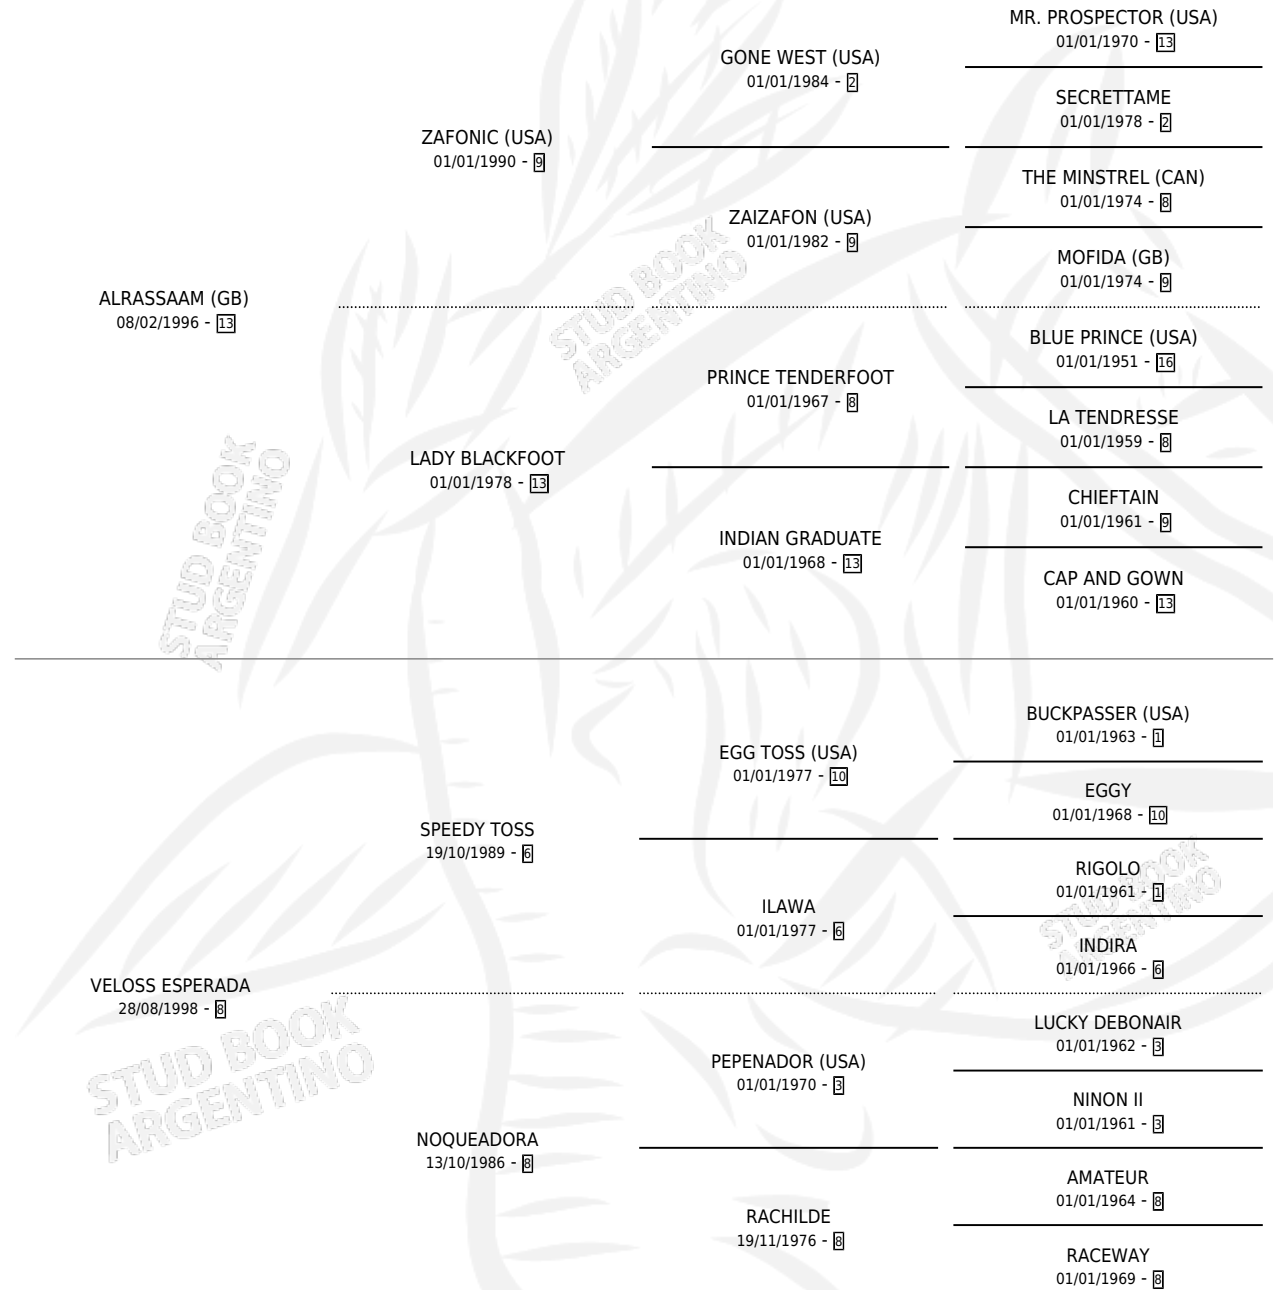 MR. PROSPECTOR (USA)
01/01/1970 - 13
GONE WEST (USA)
01/01/1984 - 2
SECRETTAME
01/01/1978 - 2
ZAFONIC (USA)
01/01/1990 - 9
THE MINSTREL (CAN)
01/01/1974 - 8
ZAIZAFON (USA)
01/01/1982 - 9
MOFIDA (GB)
01/01/1974 - 9
ALRASSAAM (GB)
08/02/1996 - 13
STUD BOOK
ARGENTINO
BLUE PRINCE (USA)
01/01/1951 - 16
PRINCE TENDERFOOT
01/01/1967 - 8
LA TENDRESSE
01/01/1959 - 8
LADY BLACKFOOT
01/01/1978 - 13
CHIEFTAIN
01/01/1961 - 9
INDIAN GRADUATE
01/01/1968 - 13
CAP AND GOWN
01/01/1960 - 13
STUD BOOK
ARGENTINO
BUCKPASSER (USA)
01/01/1963 - 1
EGG TOSS (USA)
01/01/1977 - 10
EGGY
01/01/1968 - 10
SPEEDY TOSS
19/10/1989 - 6
RIGOLO
01/01/1961 - 1
ILAWA
01/01/1977 - 6
STUD BOOK
ARGENTINO
INDIRA
01/01/1966 - 6
VELOSS ESPERADA
28/08/1998 - 8
STUD BOOK
ARGENTINO
LUCKY DEBONAIR
01/01/1962 - 3
PEPENADOR (USA)
01/01/1970 - 3
NINON II
01/01/1961 - 3
NOQUEADORA
13/10/1986 - 8
AMATEUR
01/01/1964 - 8
RACHILDE
19/11/1976 - 8
RACEWAY
01/01/1969 - 8